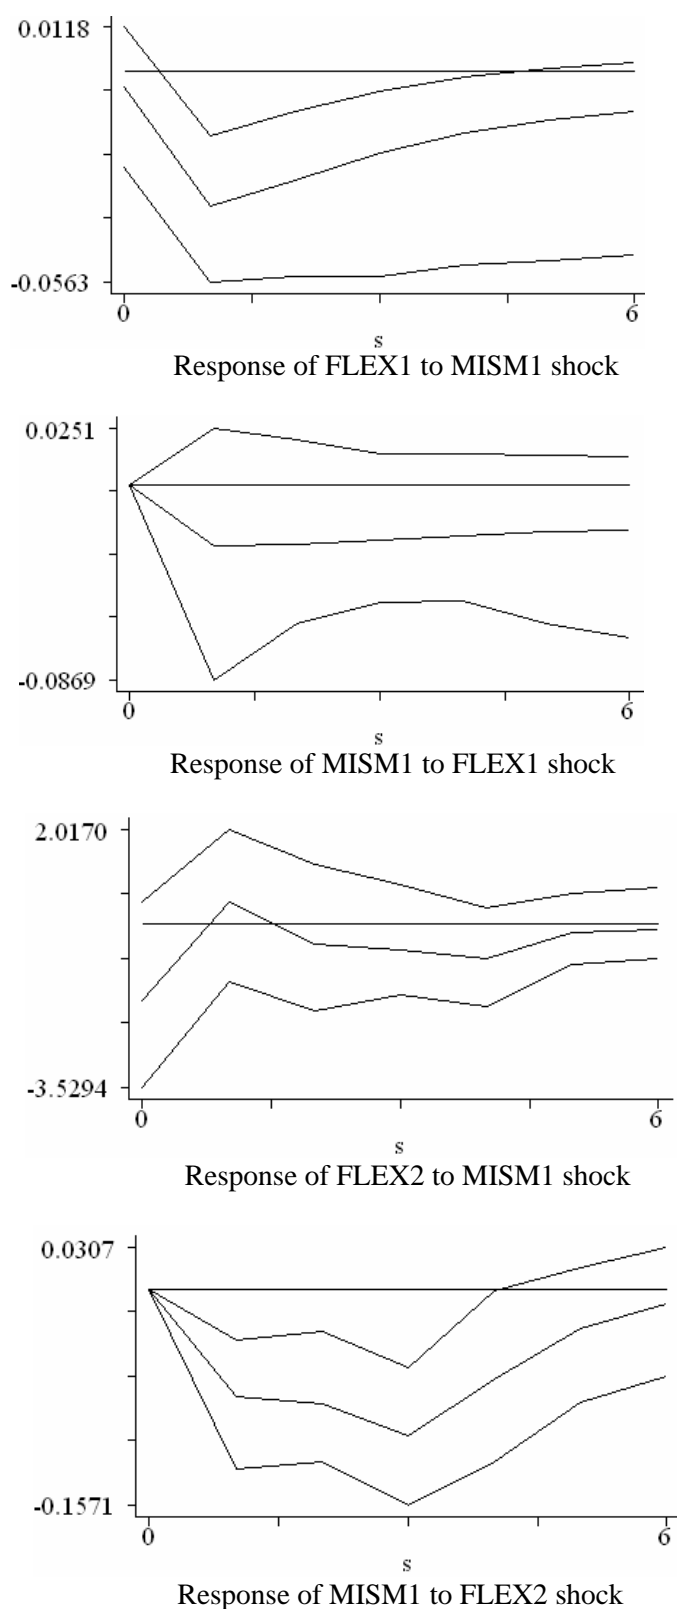 0.0118
-0.0563
0 6
s
Response of FLEX1 to MISM1 shock
0.0251
-0.0869
0 6
s
Response of MISM1 to FLEX1 shock
2.0170
-3.5294
0 6
s
Response of FLEX2 to MISM1 shock
0.0307
-0.1571
0 6
s
Response of MISM1 to FLEX2 shock